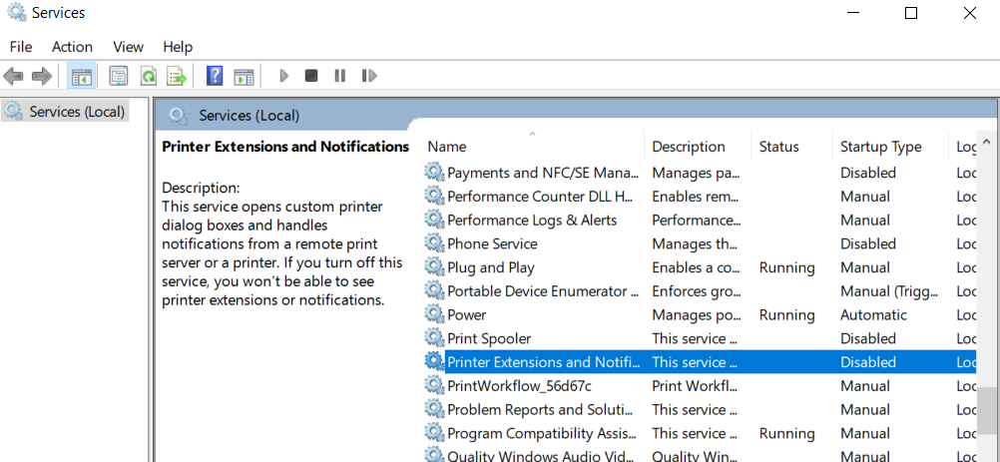 Services
File Action View Help
Services (Local)
Services (Local)
Printer Extensions and Notifications
Description:
This service opens custom printer
dialog boxes and handles
notifications from a remote print
server or a printer. If you turn off this
service, you won't be able to see
printer extensions or notifications.
Name Description Status Startup Type Log
Payments and NFC/SE Mana... Manages pa... Disabled Loc
Performance Counter DLL H... Enables rem... Manual Loc
Performance Logs & Alerts Performance... Manual Loc
Phone Service Manages th... Disabled Loc
Plug and Play Enables a co... Running Manual Loc
Portable Device Enumerator ... Enforces gro... Manual (Trigg... Loc
Power Manages po... Running Automatic Loc
Print Spooler This service ... Disabled Loc
Printer Extensions and Notifi... This service ... Disabled Loc
PrintWorkflow_56d67c Print Workfl... Manual Loc
Problem Reports and Soluti... This service ... Manual Loc
Program Compatibility Assis... This service ... Running Manual Loc
Quality Windows Audio Vid... Quality Win... Manual Loc